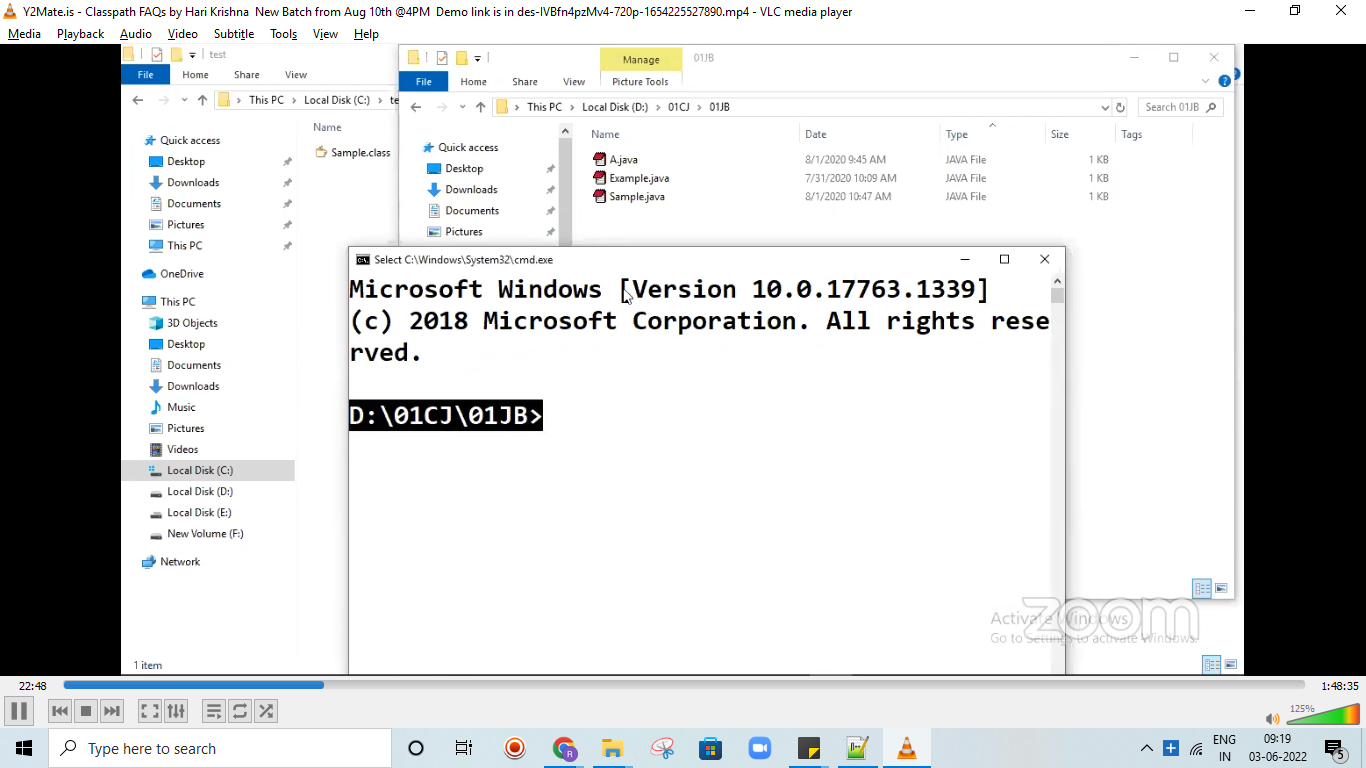 Y2Mate.is - Classpath FAQs by Hari Krishna New Batch from Aug 10th @4PM Demo link is in des-IVBfn4pzMv4-720p-1654225527890.mp4 - VLC media player
Media Playback Audio Video Subtitle Tools View Help
test
File Home Share View
This PC Local Disk (C:) te
Quick access
Desktop
Downloads
Documents
Pictures
This PC
OneDrive
This PC
3D Objects
Desktop
Documents
Downloads
Music
Pictures
Videos
Local Disk (C:)
Local Disk (D:)
Local Disk (E:)
New Volume (F:)
Network
1 item
Name
Sample.class
Manage 01JB
File Home Share View Picture Tools
This PC Local Disk (D:) 01CJ 01JB Search 01JB
Quick access
Desktop
Downloads
Documents
Pictures
Name Date Type Size Tags
A.java 8/1/2020 9:45 AM JAVA File 1 KB
Example.java 7/31/2020 10:09 AM JAVA File 1 KB
Sample.java 8/1/2020 10:47 AM JAVA File 1 KB
Select C:\Windows\System32\cmd.exe
Microsoft Windows [Version 10.0.17763.1339]
(c) 2018 Microsoft Corporation. All rights rese
rved.
D:\01CJ\01JB>
Activate Windows
Go to Settings to activate Windows.
zoom
22:48 1:48:35
125%
Type here to search
ENG
IN
09:19
03-06-2022
5